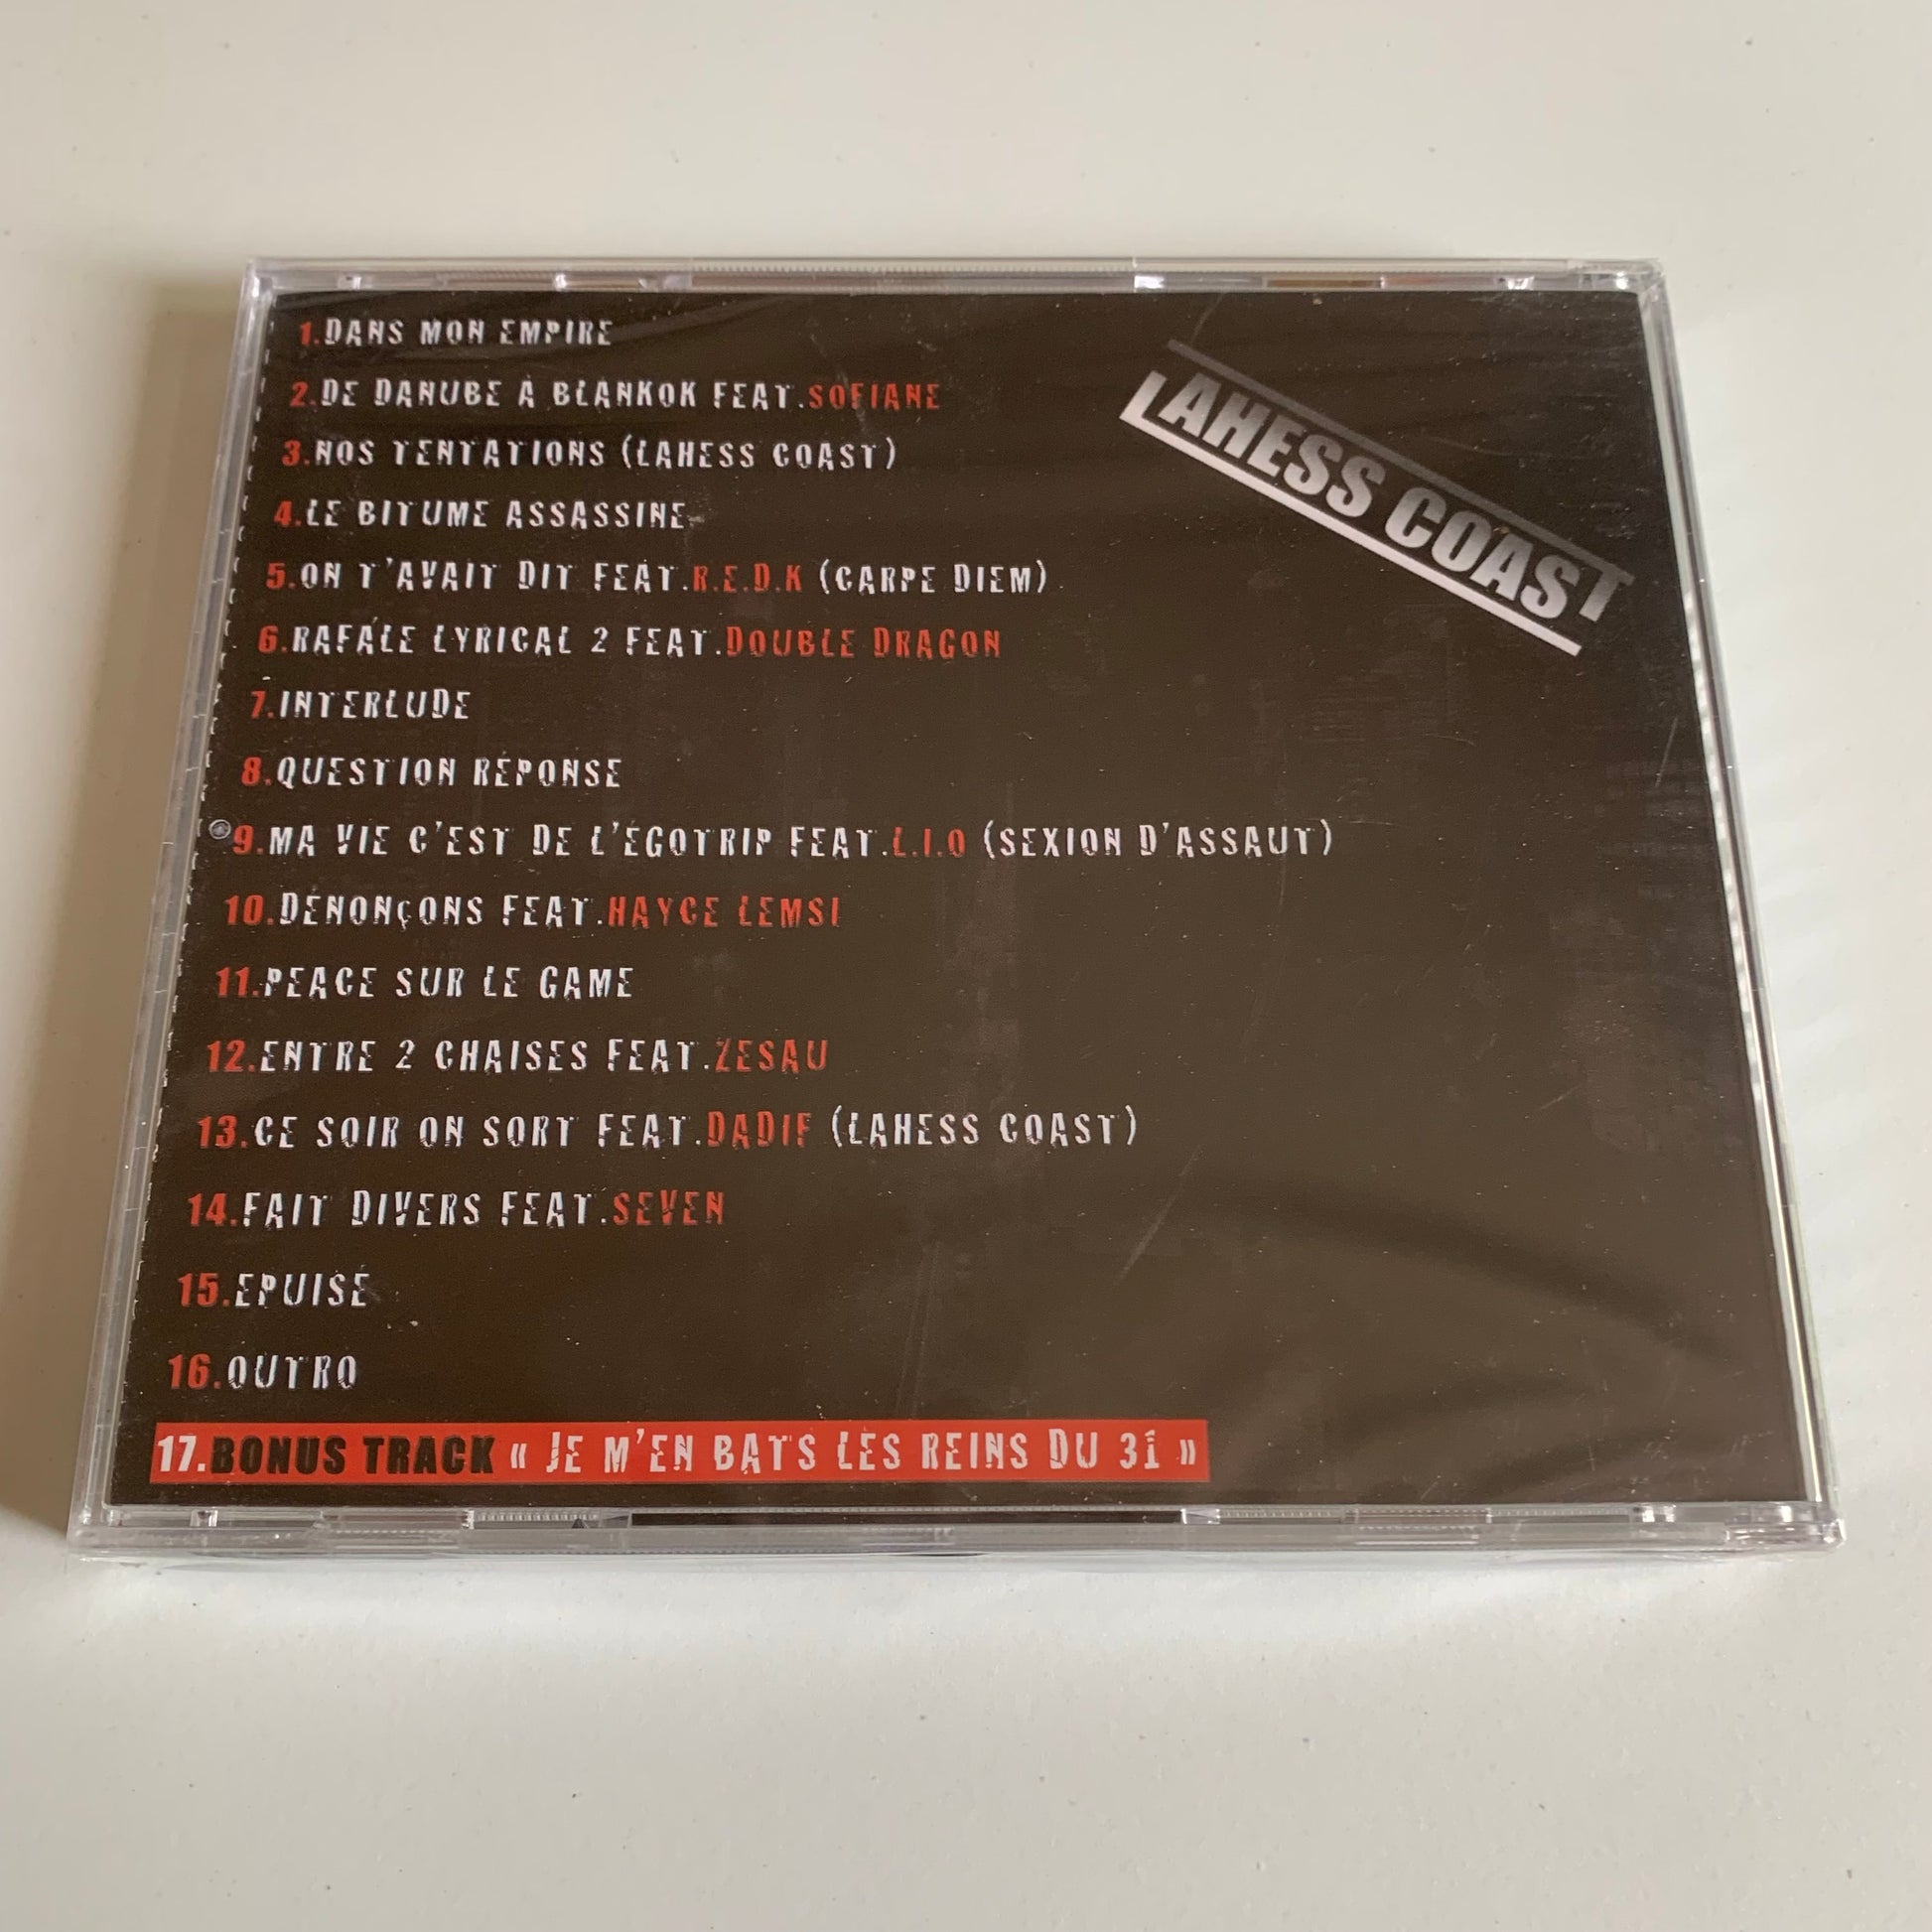 1.DANS MON EMPIRE
2.DE DANUBE À BLANKOK FEAT.SOFIANE
3.NOS TENTATIONS (LAHESS COAST)
4.LE BITUME ASSASSINE
5.ON T'AVAIT DIT FEAT.R.E.D.K (CARPE DIEM)
6.RAFALE LYRICAL 2 FEAT.DOUBLE DRAGON
7.INTERLUDE
8.QUESTION RÉPONSE
9.MA VIE C'EST DE L'ÉGOTRIP FEAT.L.I.O (SEXION D'ASSAUT)
10.DÉNONçONS FEAT.HAYCE LEMSI
11.PEACE SUR LE GAME
12.ENTRE 2 CHAISES FEAT.ZESAU
13.CE SOIR ON SORT FEAT.DADIF (LAHESS COAST)
14.FAIT DIVERS FEAT.SEVEN
15.EPUISÉ
16.OUTRO
17.BONUS TRACK « JE M'EN BATS LES REINS DU 31 »
LAHESS COAST